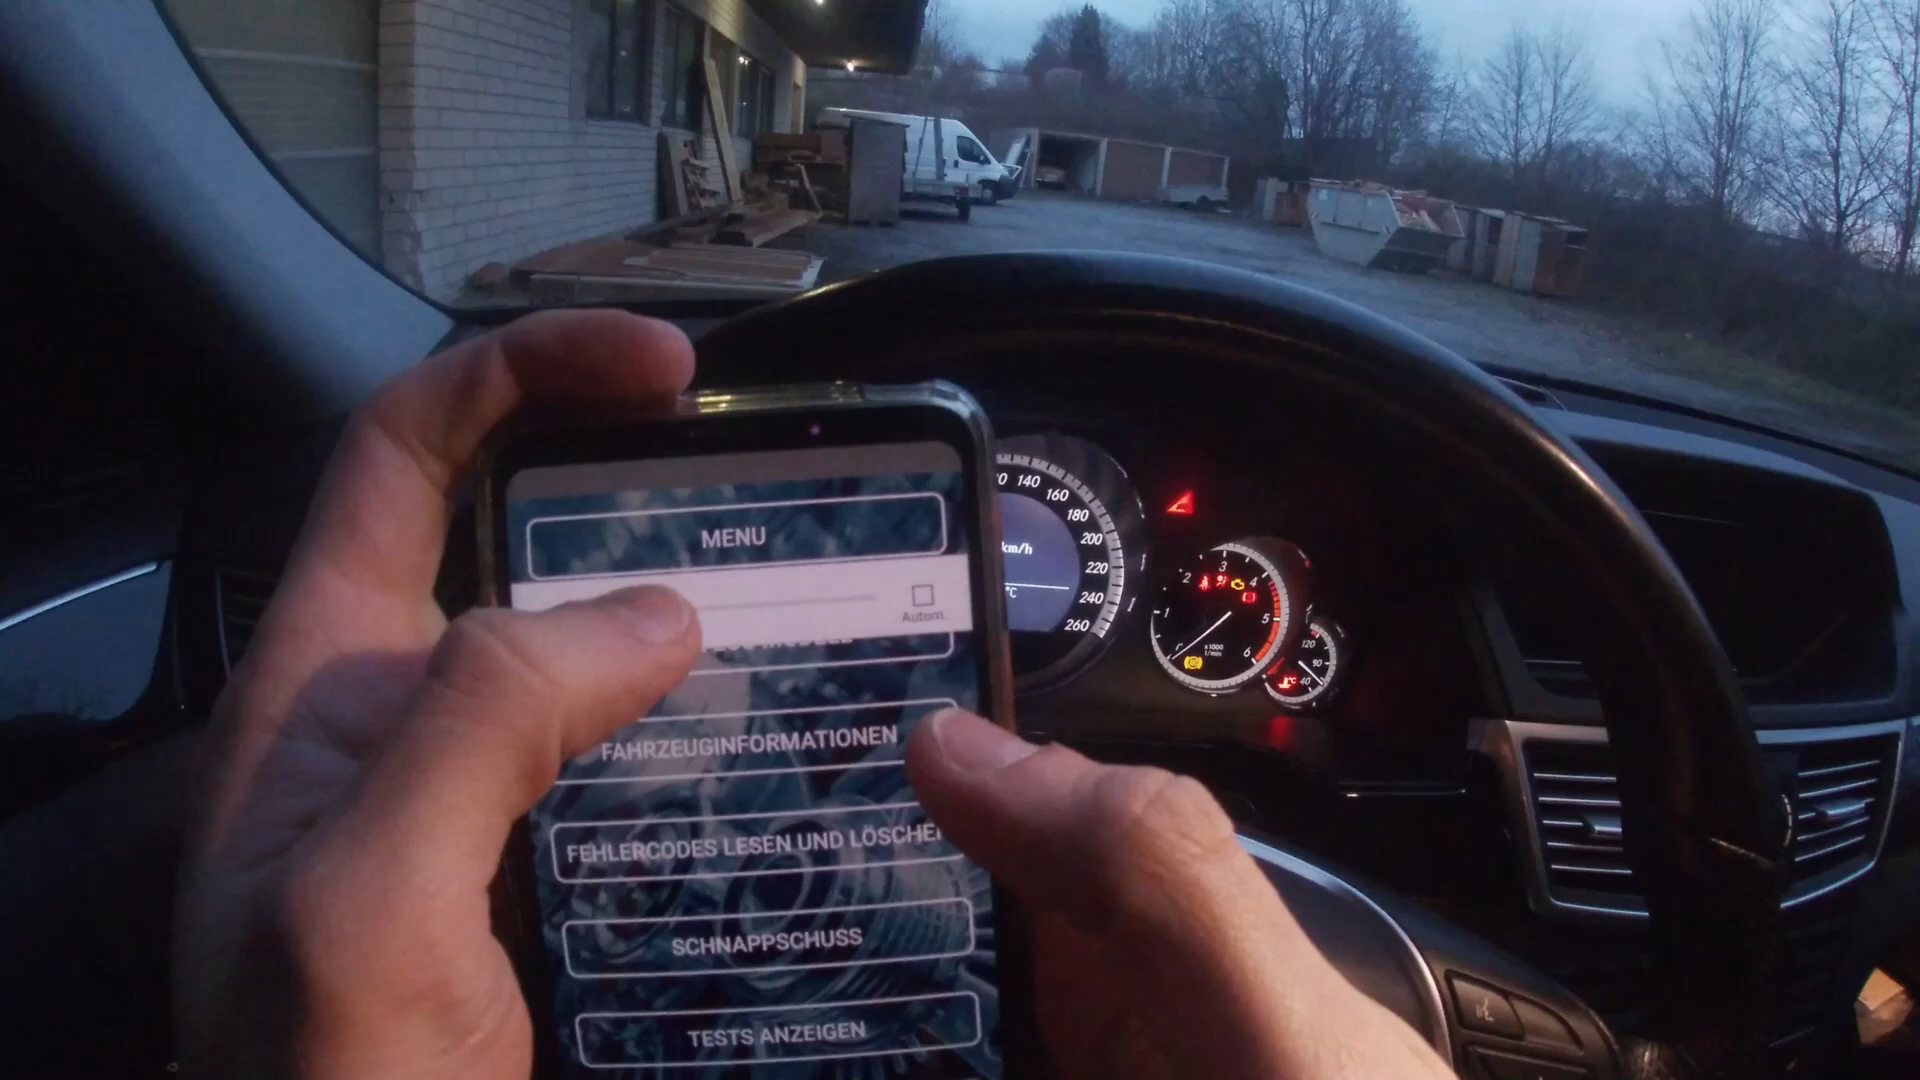 MENU
Autom.
FAHRZEUGINFORMATIONEN
FEHLERCODES LESEN UND LÖSCHEN
SCHNAPPSCHUSS
TESTS ANZEIGEN
140
160
180
200
220
240
260
km/h
°C
1
2
3
4
5
6
x1000
1/min
120
90
40
°C